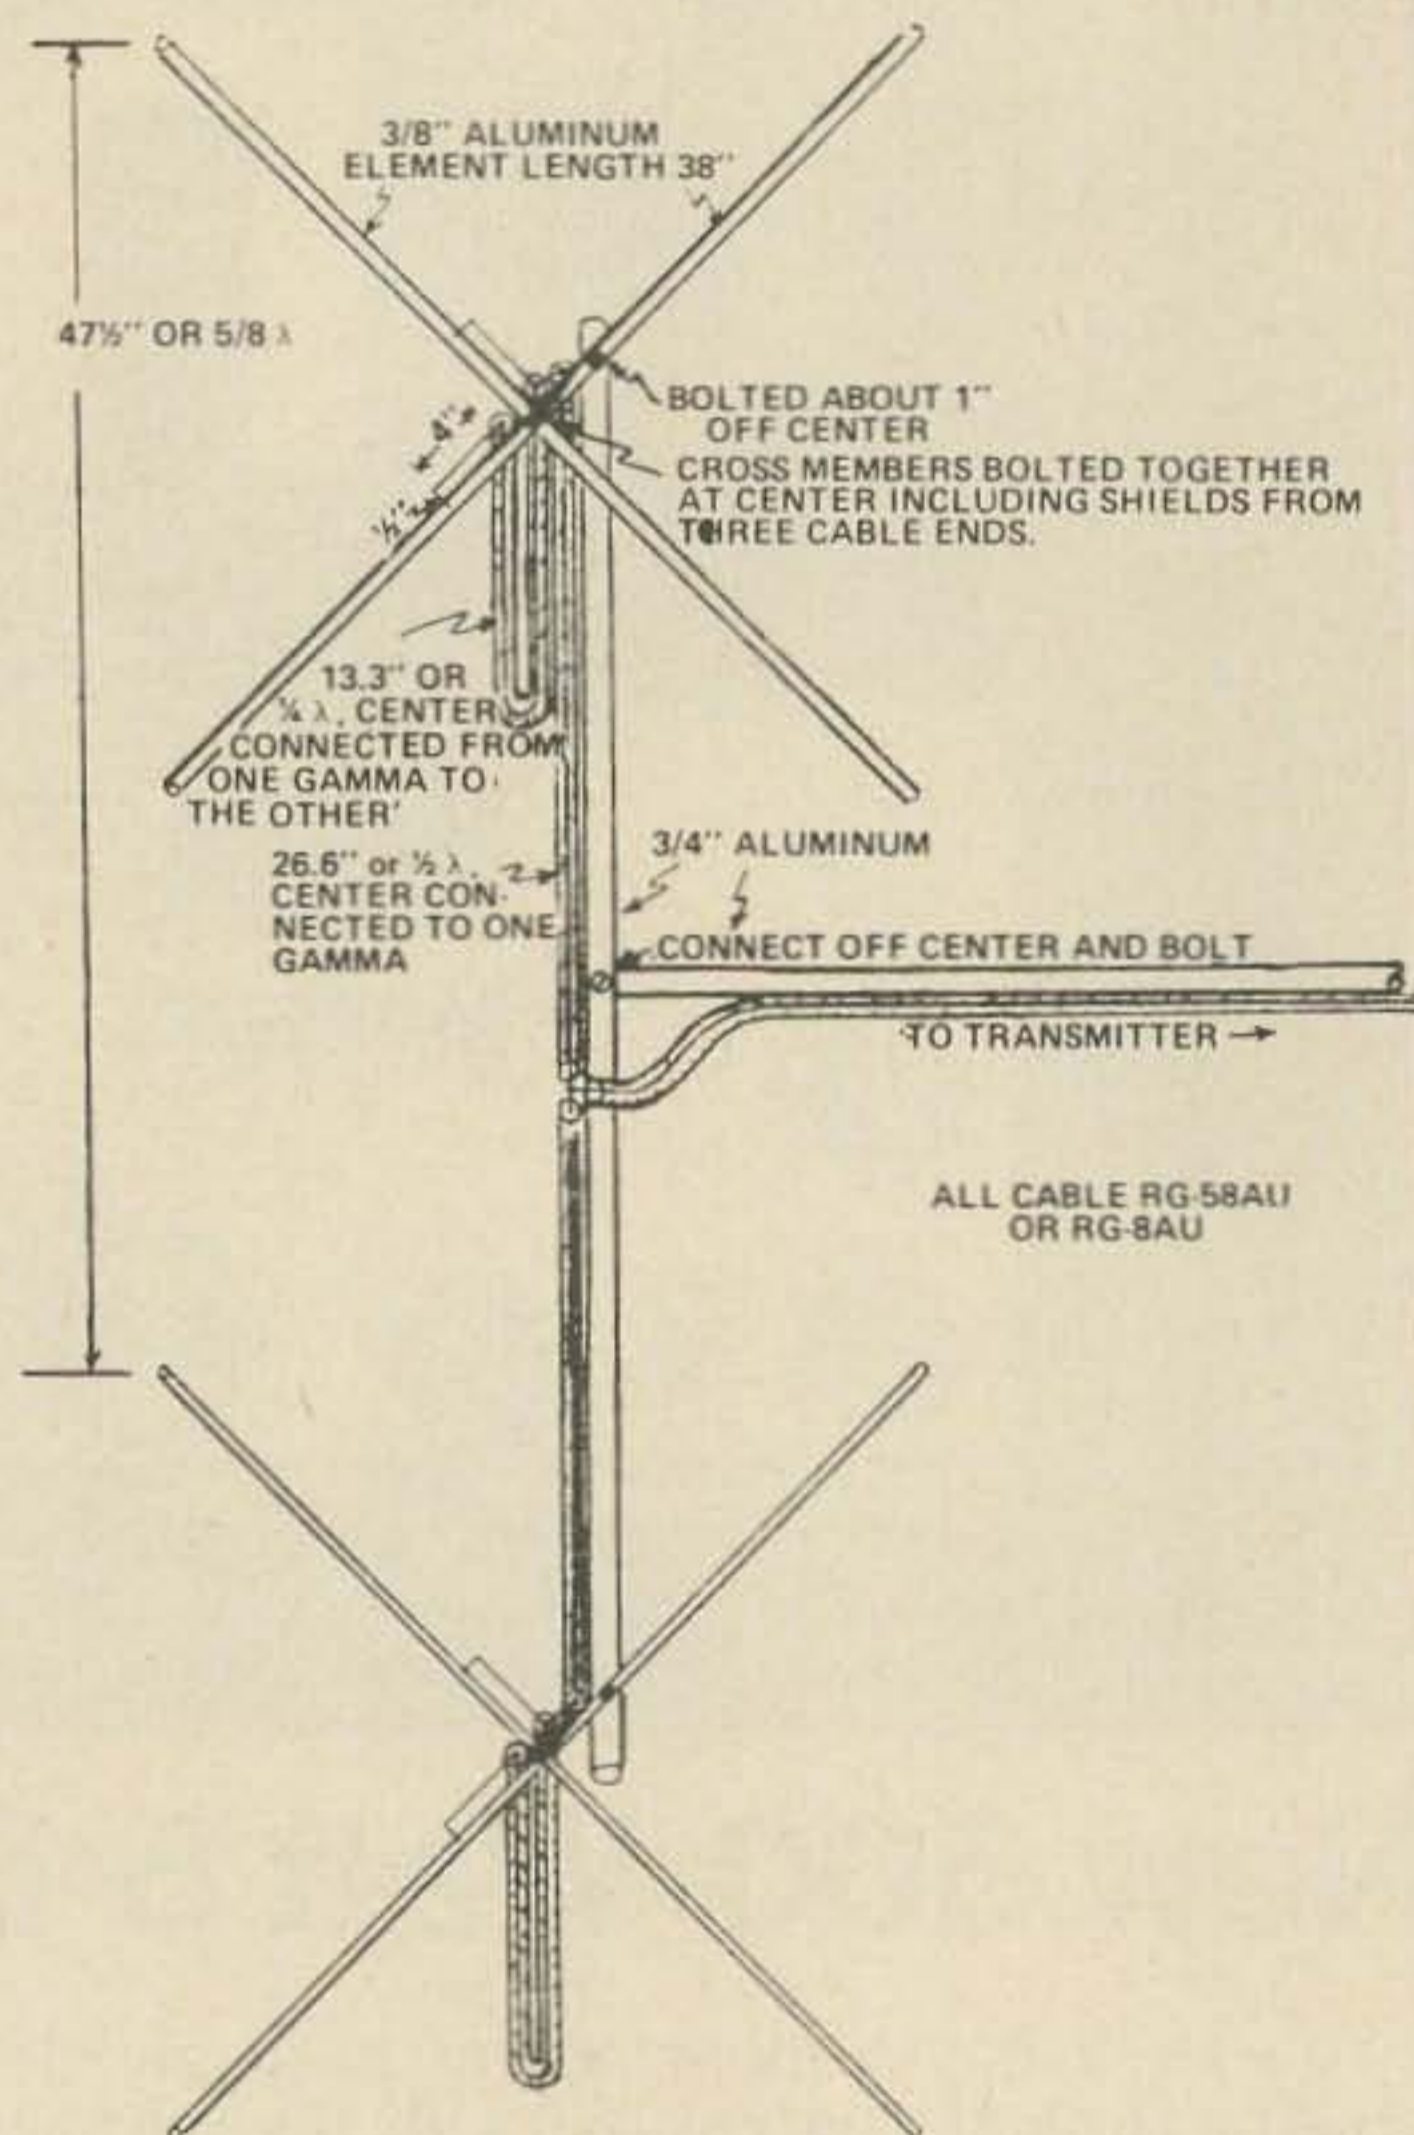 3/8" ALUMINUM
ELEMENT LENGTH 38"
47½" OR 5/8 λ
BOLTED ABOUT 1"
OFF CENTER
4"
CROSS MEMBERS BOLTED TOGETHER
AT CENTER INCLUDING SHIELDS FROM
THREE CABLE ENDS.
½"
13.3" OR
¼ λ, CENTER
CONNECTED FROM
ONE GAMMA TO
THE OTHER'
3/4" ALUMINUM
26.6" or ½ λ.
CENTER CON-
NECTED TO ONE
GAMMA
CONNECT OFF CENTER AND BOLT
TO TRANSMITTER →
ALL CABLE RG-58AU
OR RG-8AU